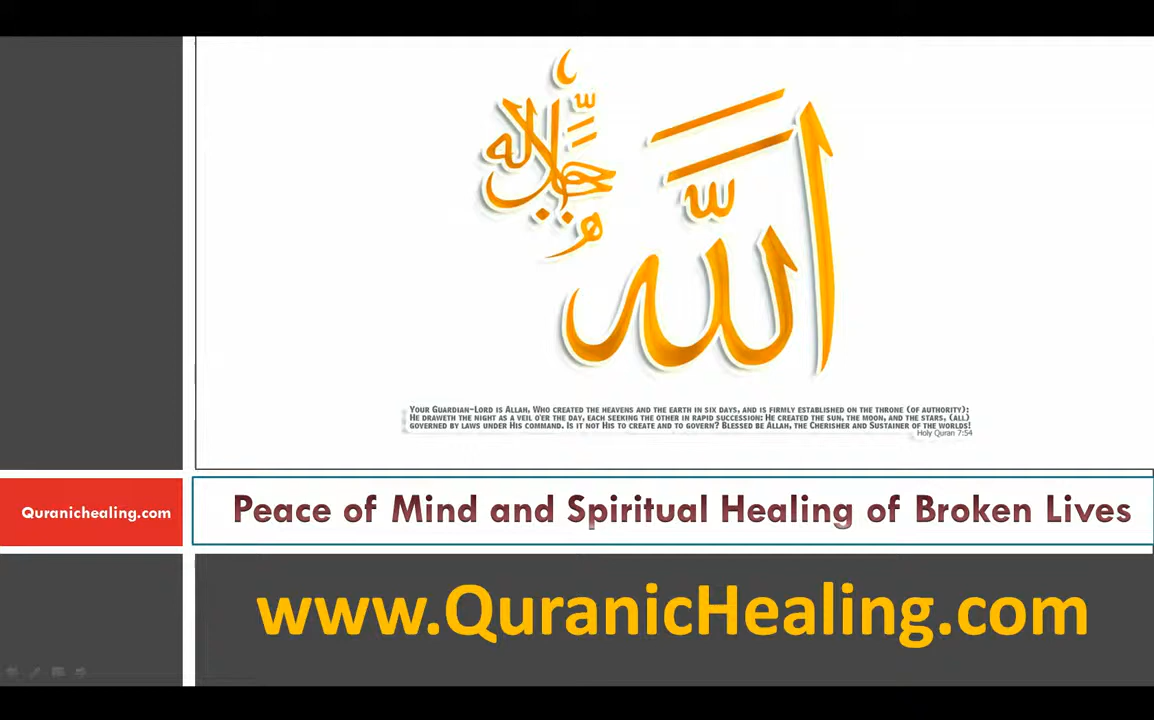 الله
جل جلاله
YOUR GUARDIAN-LORD IS ALLAH, WHO CREATED THE HEAVENS AND THE EARTH IN SIX DAYS, AND IS FIRMLY ESTABLISHED ON THE THRONE (OF AUTHORITY):
HE DRAWETH THE NIGHT AS A VEIL O'ER THE DAY, EACH SEEKING THE OTHER IN RAPID SUCCESSION: HE CREATED THE SUN, THE MOON, AND THE STARS, (ALL)
GOVERNED BY LAWS UNDER HIS COMMAND. IS IT NOT HIS TO CREATE AND TO GOVERN? BLESSED BE ALLAH, THE CHERISHER AND SUSTAINER OF THE WORLDS!
Holy Quran 7:54
Quranichealing.com
Peace of Mind and Spiritual Healing of Broken Lives
www.QuranicHealing.com